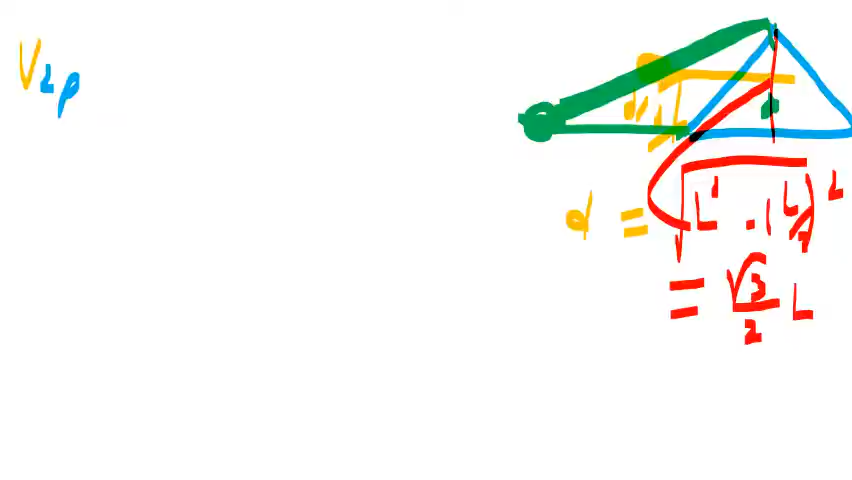 V₂ₚ
d = √L² - (L/2)²
= √3/2 L